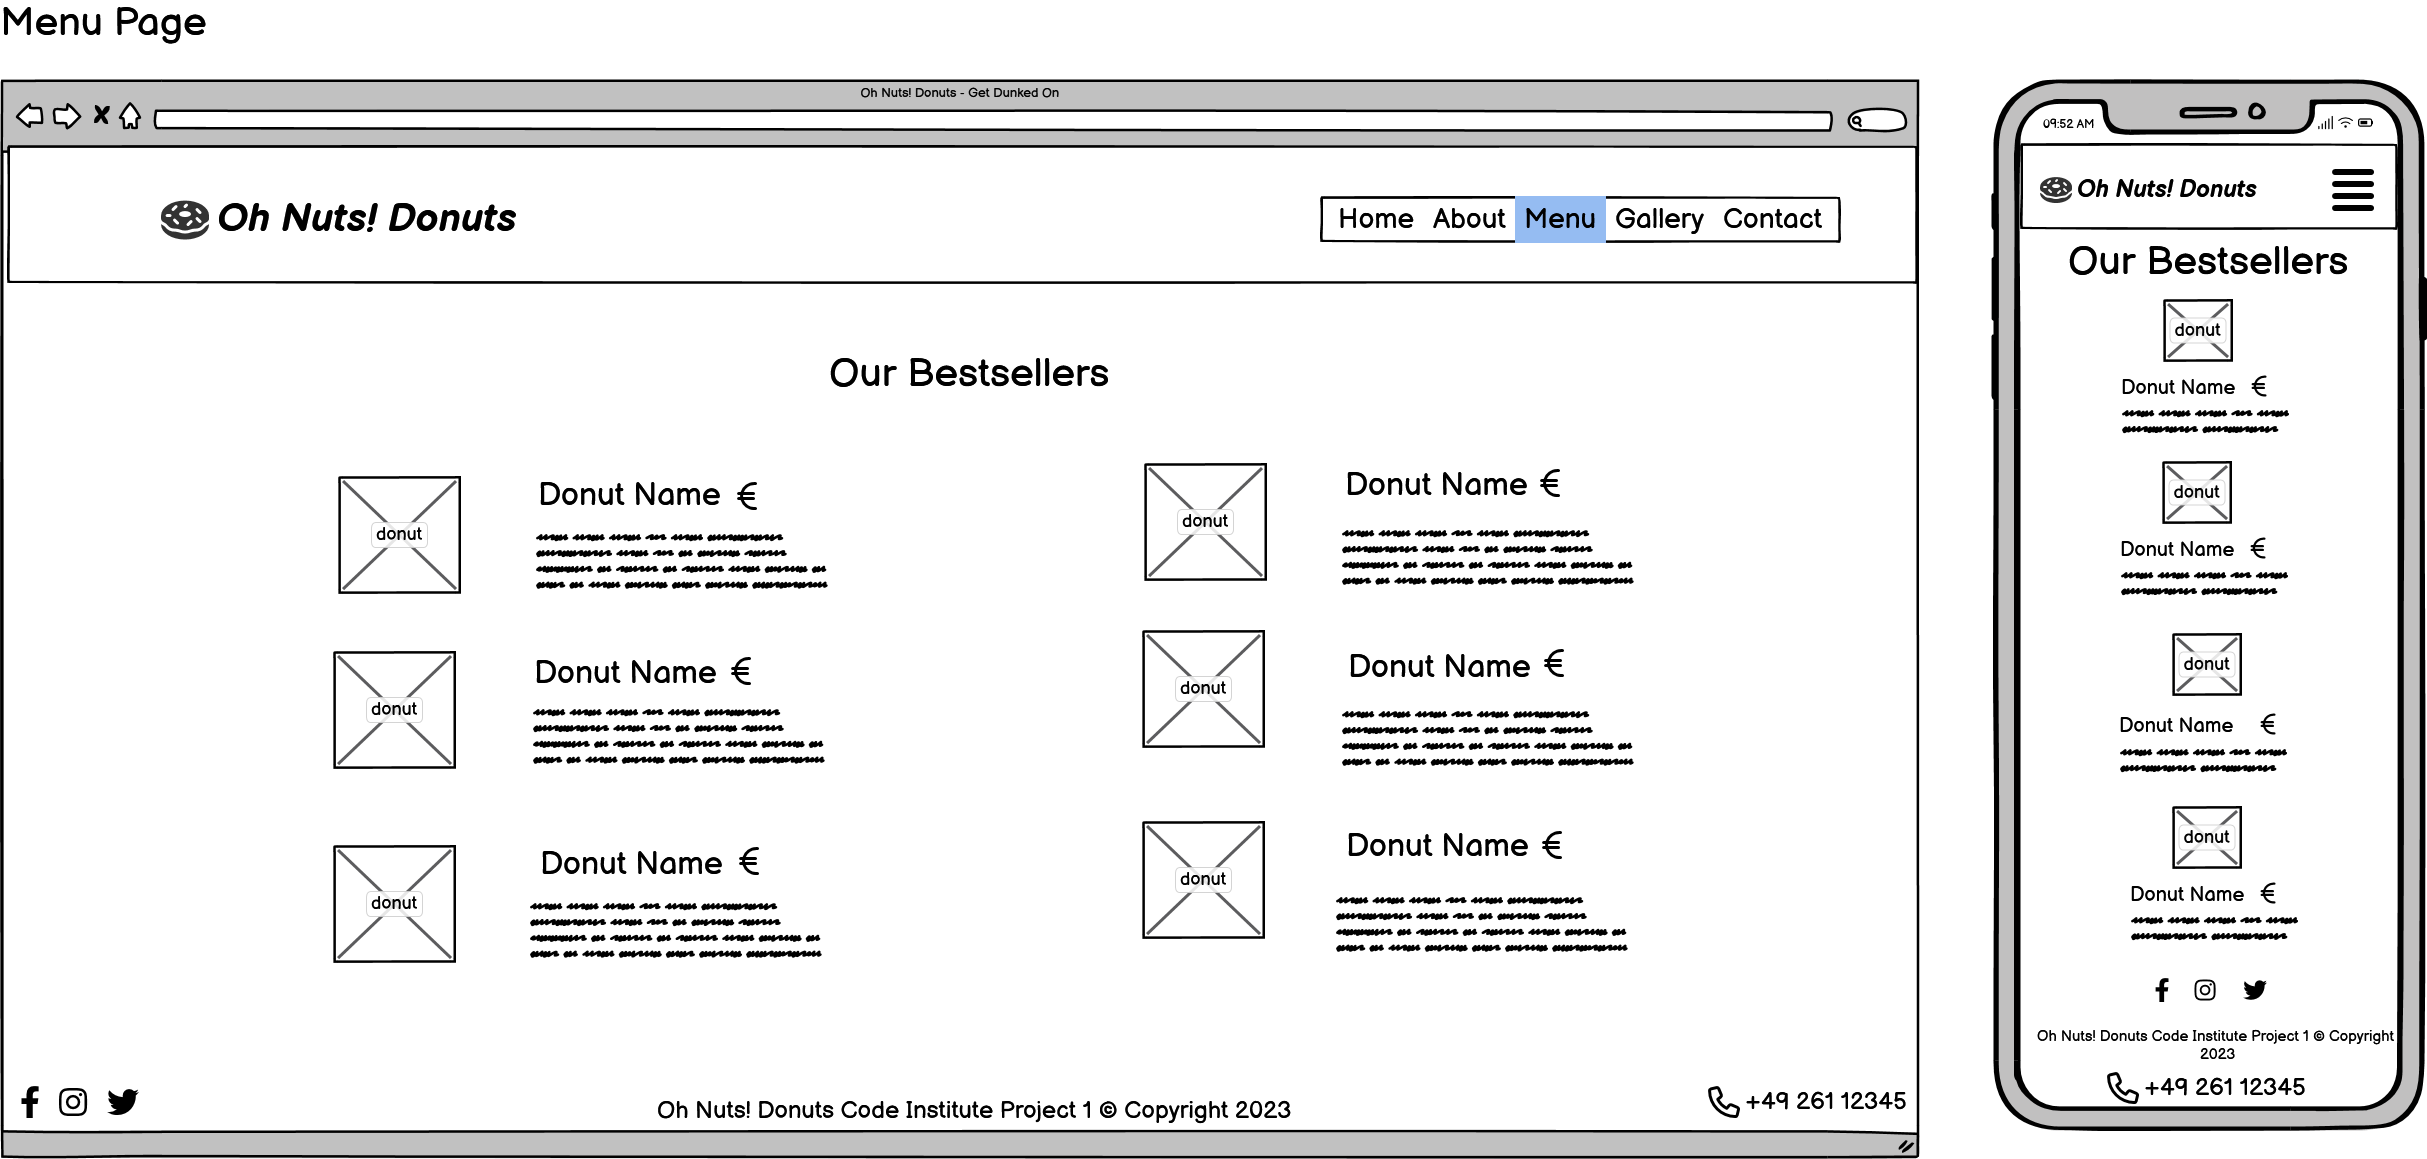 Menu Page
Oh Nuts! Donuts - Get Dunked On
Oh Nuts! Donuts
Home About Menu Gallery Contact
Our Bestsellers
donut
Donut Name €
donut
Donut Name €
donut
Donut Name €
donut
Donut Name €
donut
Donut Name €
donut
Donut Name €
Oh Nuts! Donuts Code Institute Project 1 © Copyright 2023
+49 261 12345
09:52 AM
Oh Nuts! Donuts
Our Bestsellers
donut
Donut Name €
donut
Donut Name €
donut
Donut Name €
donut
Donut Name €
Oh Nuts! Donuts Code Institute Project 1 © Copyright
2023
+49 261 12345